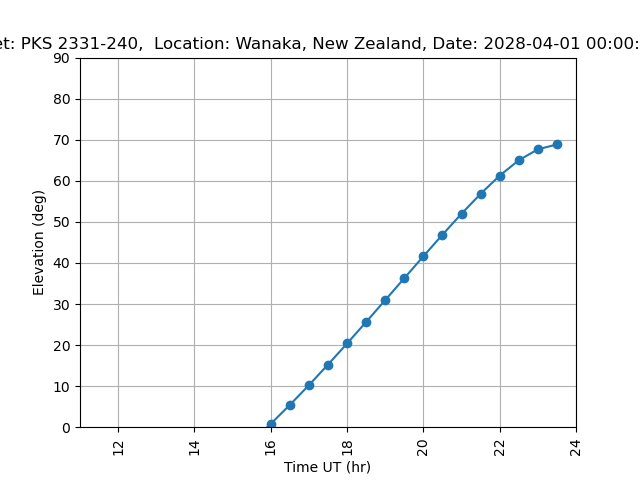 et: PKS 2331-240,  Location: Wanaka, New Zealand, Date: 2028-04-01 00:00:
90
80
70
60
50
40
30
20
10
0
Elevation (deg)
12 14 16 18 20 22 24
Time UT (hr)